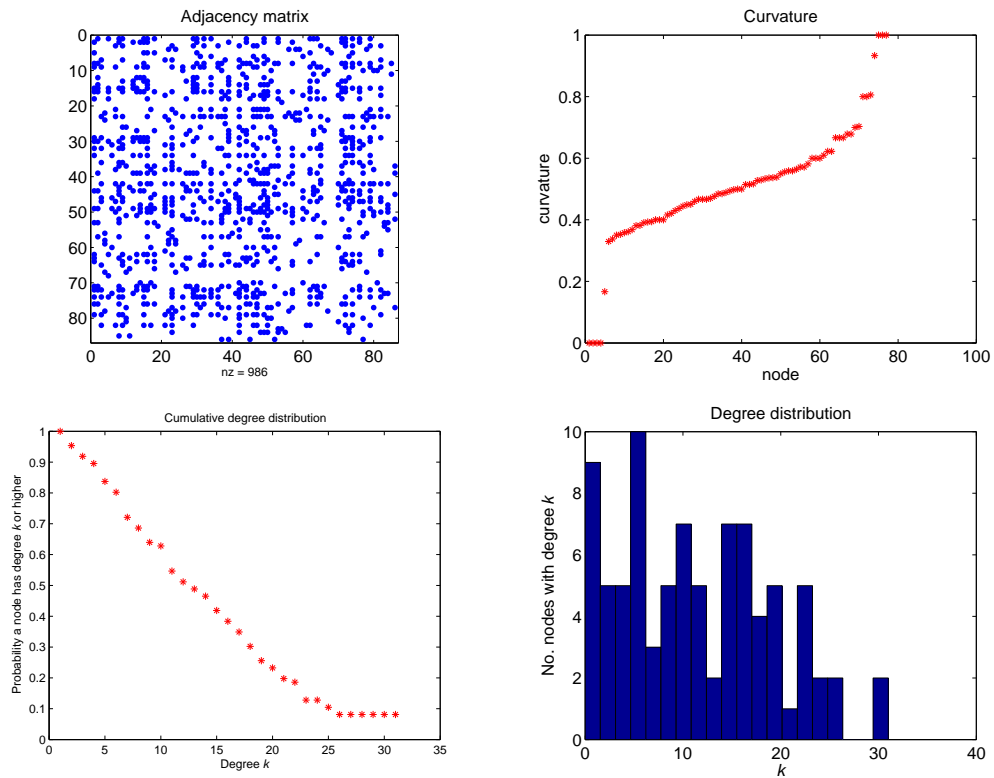 Adjacency matrix
0
10
20
30
40
50
60
70
80
0 20 40 60 80
nz = 986
Curvature
1
0.8
0.6
0.4
0.2
0
curvature
0 20 40 60 80 100
node
Cumulative degree distribution
1
0.9
0.8
0.7
0.6
0.5
0.4
0.3
0.2
0.1
0
Probability a node has degree k or higher
0 5 10 15 20 25 30 35
Degree k
Degree distribution
10
8
6
4
2
0
No. nodes with degree k
0 10 20 30 40
k